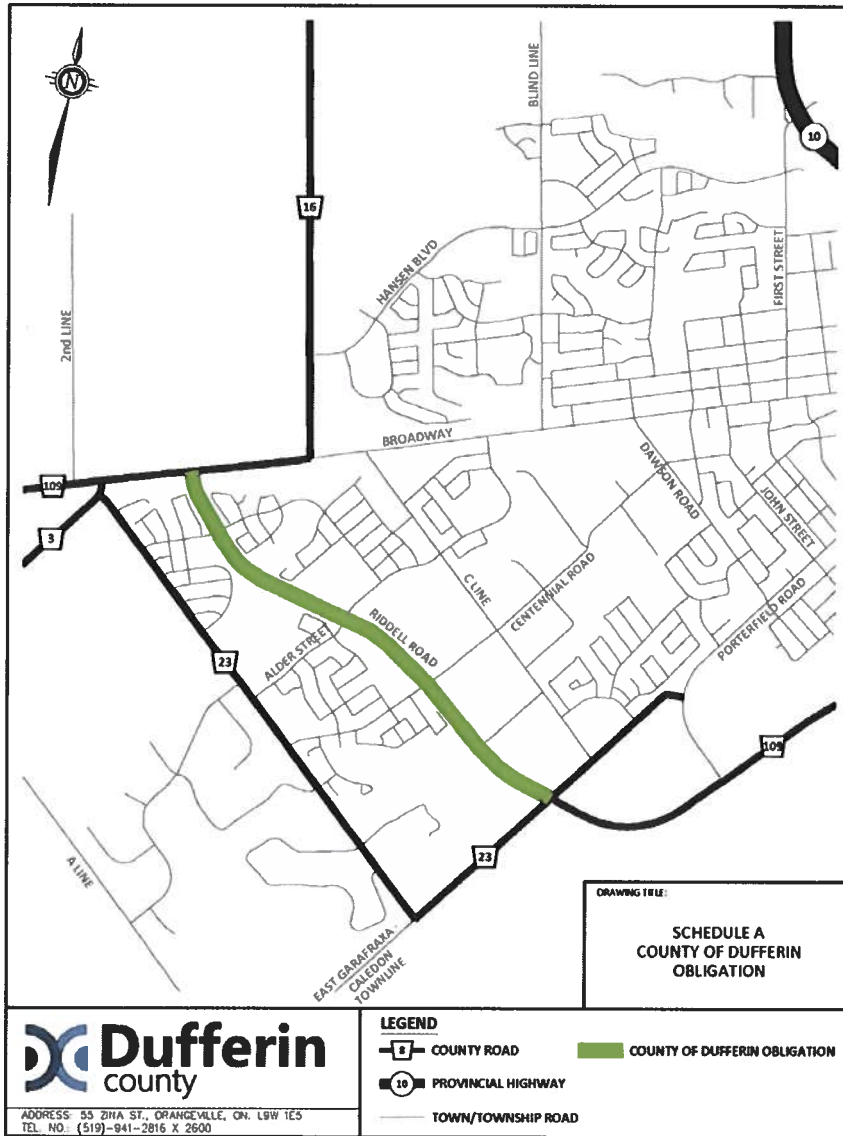 N
BLIND LINE
10
16
HANSEN BLVD
FIRST STREET
2nd LINE
BROADWAY
DAWSON ROAD
JOHN STREET
109
3
C LINE
CENTENNIAL ROAD
RIDDELL ROAD
PORTERFIELD ROAD
ALDER STREET
23
109
23
A LINE
EAST GARAFRAXA -
CALEDON
TOWNLINE
DRAWING TITLE:
SCHEDULE A
COUNTY OF DUFFERIN
OBLIGATION
Dufferin
county
ADDRESS: 55 ZINA ST., ORANGEVILLE, ON. L9W 1E5
TEL. NO.: (519)-941-2816 X 2600
LEGEND
8 COUNTY ROAD
COUNTY OF DUFFERIN OBLIGATION
10 PROVINCIAL HIGHWAY
TOWN/TOWNSHIP ROAD